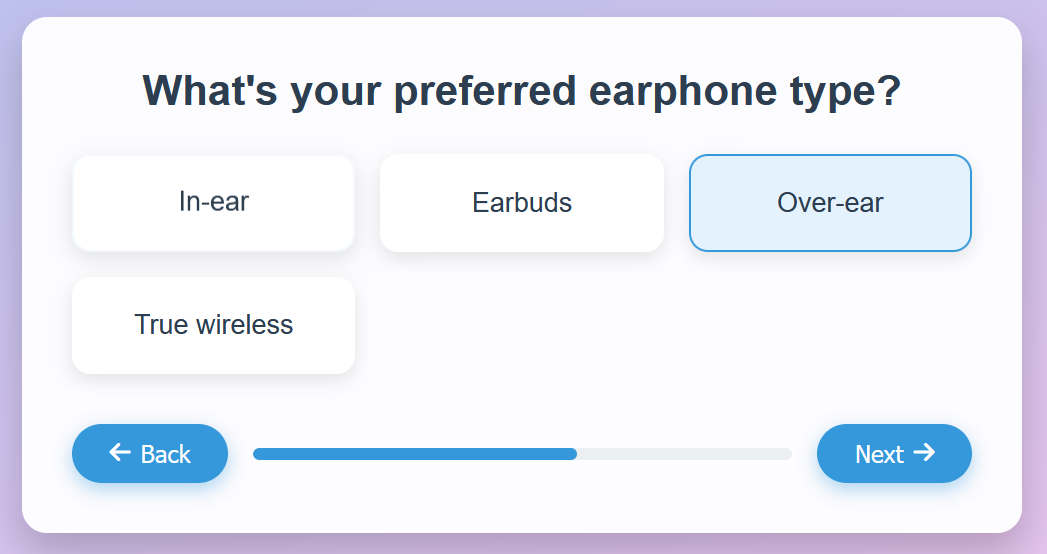 What's your preferred earphone type?
In-ear
Earbuds
Over-ear
True wireless
← Back
Next →